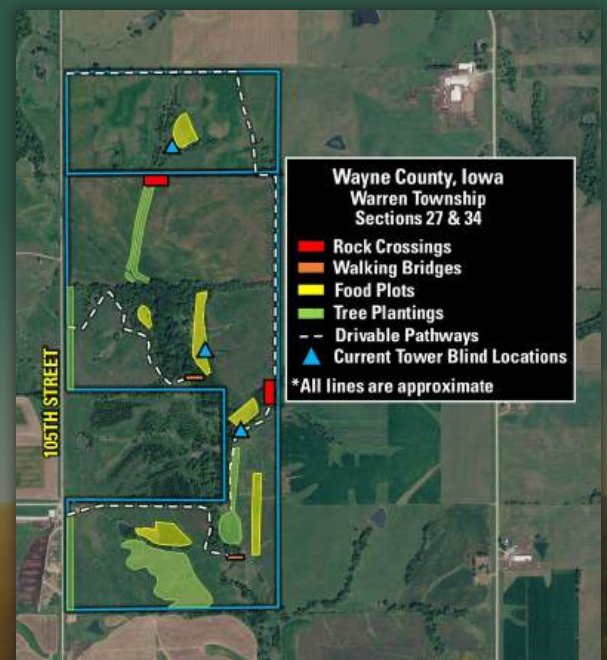 Wayne County, Iowa
Warren Township
Sections 27 & 34
Rock Crossings
Walking Bridges
Food Plots
Tree Plantings
Drivable Pathways
Current Tower Blind Locations
*All lines are approximate
105TH STREET